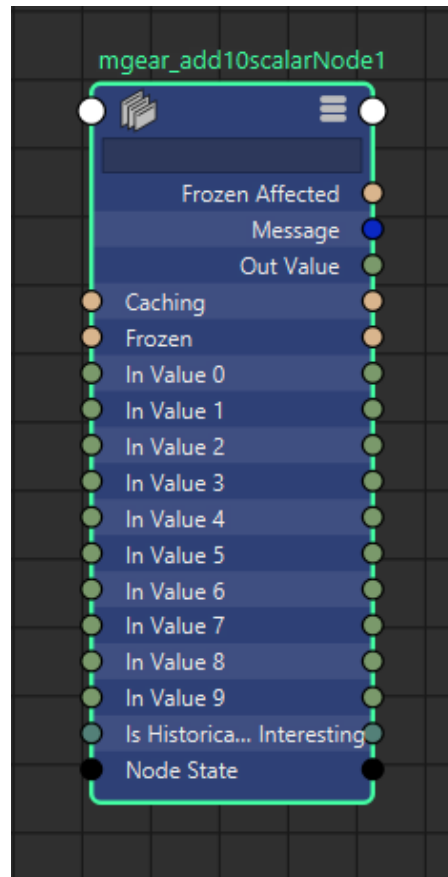 mgear_add10scalarNode1
Frozen Affected
Message
Out Value
Caching
Frozen
In Value 0
In Value 1
In Value 2
In Value 3
In Value 4
In Value 5
In Value 6
In Value 7
In Value 8
In Value 9
Is Historica... Interesting
Node State